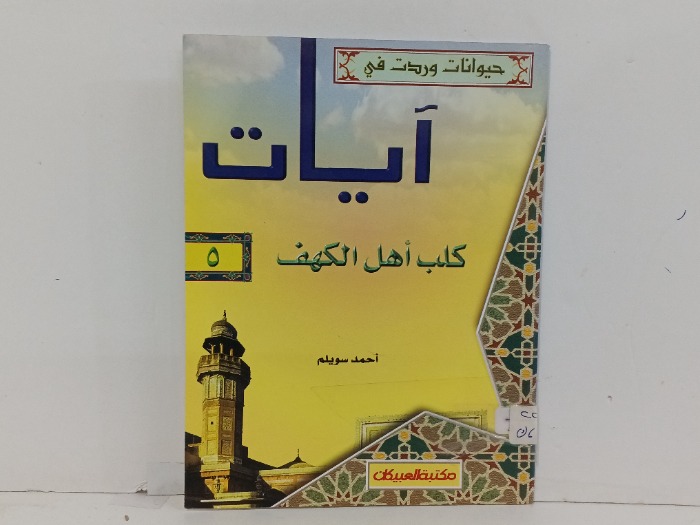 حيوانات وردت في
آيات
كلب أهل الكهف
٥
أحمد سويلم
مكتبة العبيكان